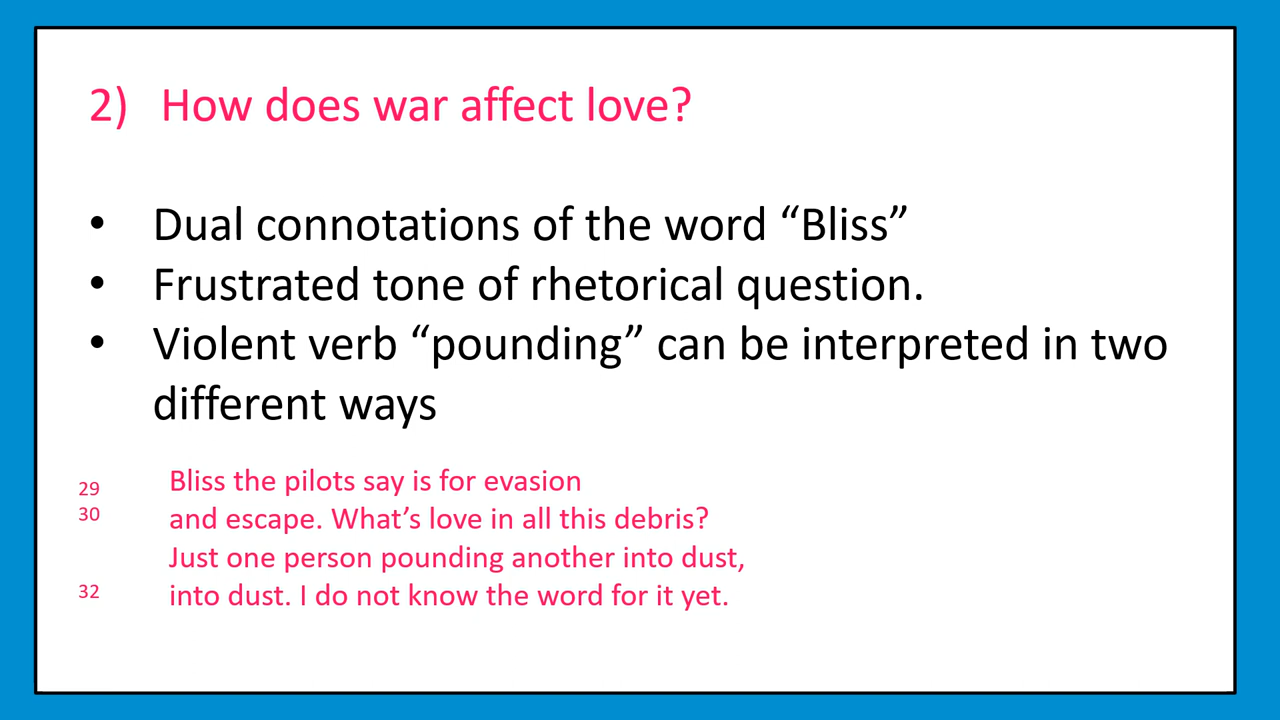 2) How does war affect love?
• Dual connotations of the word “Bliss”
• Frustrated tone of rhetorical question.
• Violent verb “pounding” can be interpreted in two
different ways
29 Bliss the pilots say is for evasion
30 and escape. What’s love in all this debris?
Just one person pounding another into dust,
32 into dust. I do not know the word for it yet.